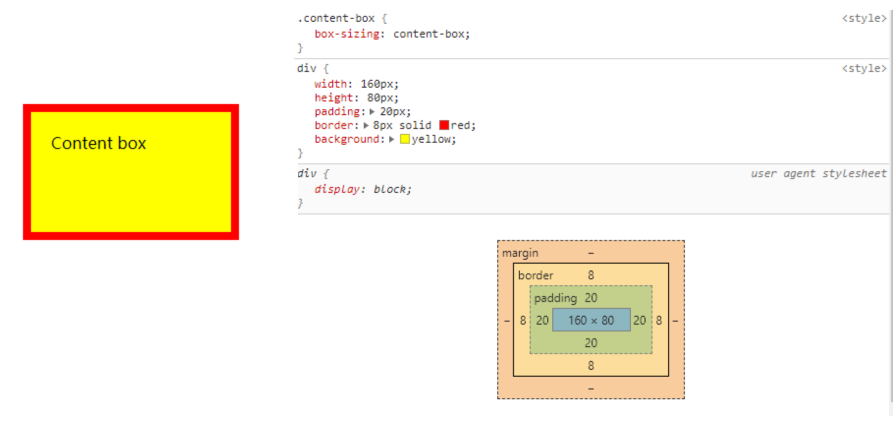 .content-box {
<style>
box-sizing: content-box;
}
div {
<style>
width: 160px;
height: 80px;
padding: 20px;
border: 8px solid red;
background: yellow;
}
div {
user agent stylesheet
display: block;
}
Content box
margin –
border 8
padding 20
– 8 20 160 × 80 20 8 –
20
8
–